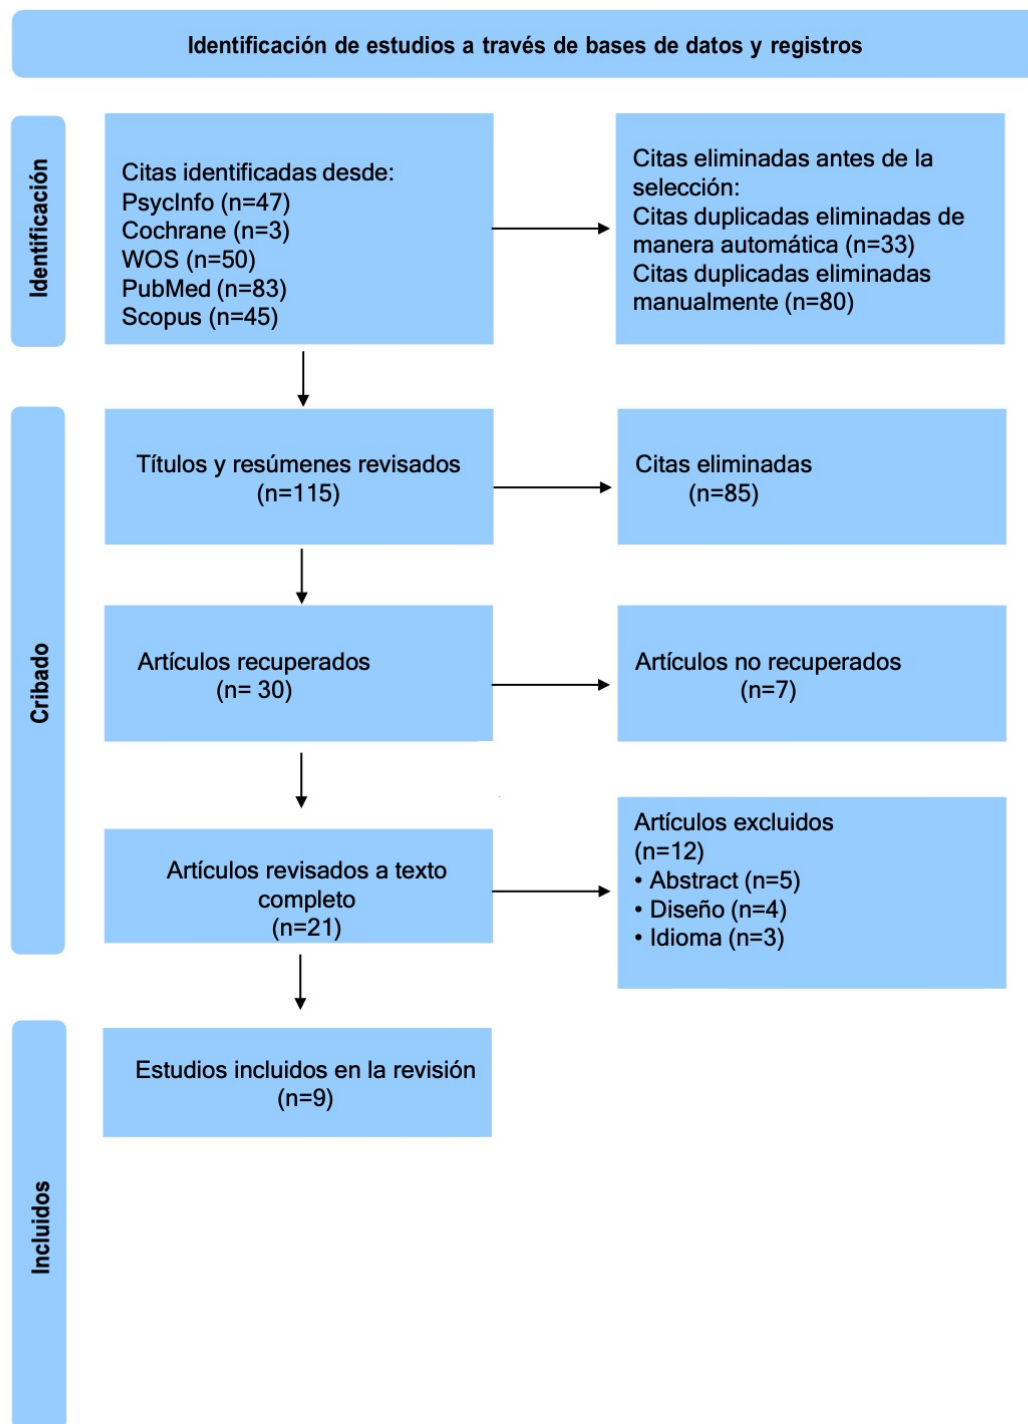 Identificación de estudios a través de bases de datos y registros
Identificación
Citas identificadas desde:
PsycInfo (n=47)
Cochrane (n=3)
WOS (n=50)
PubMed (n=83)
Scopus (n=45)
Citas eliminadas antes de la
selección:
Citas duplicadas eliminadas de
manera automática (n=33)
Citas duplicadas eliminadas
manualmente (n=80)
Cribado
Títulos y resúmenes revisados
(n=115)
Citas eliminadas
(n=85)
Artículos recuperados
(n= 30)
Artículos no recuperados
(n=7)
Artículos revisados a texto
completo
(n=21)
Artículos excluidos
(n=12)
• Abstract (n=5)
• Diseño (n=4)
• Idioma (n=3)
Incluidos
Estudios incluidos en la revisión
(n=9)